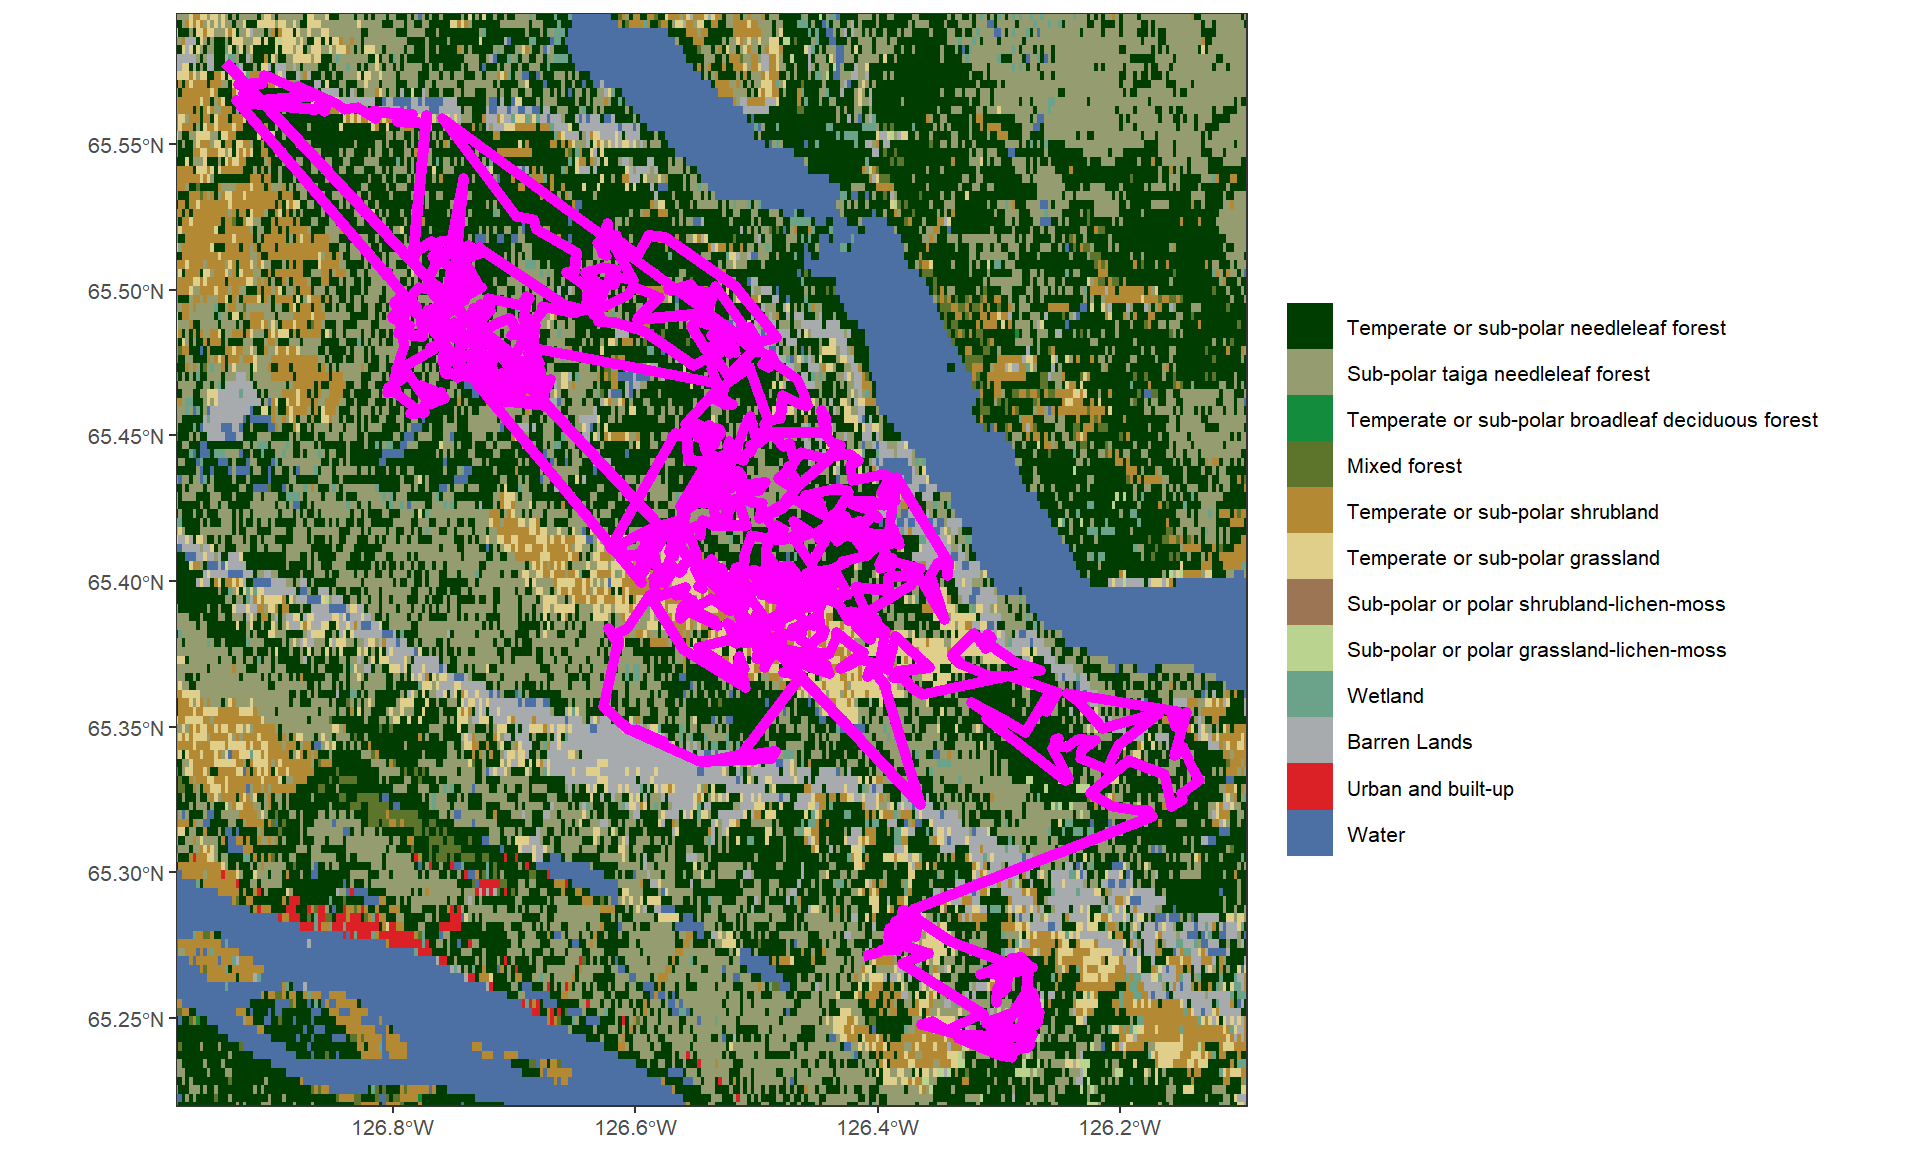 65.55°N
65.50°N
65.45°N
65.40°N
65.35°N
65.30°N
65.25°N
126.8°W
126.6°W
126.4°W
126.2°W
Temperate or sub-polar needleleaf forest
Sub-polar taiga needleleaf forest
Temperate or sub-polar broadleaf deciduous forest
Mixed forest
Temperate or sub-polar shrubland
Temperate or sub-polar grassland
Sub-polar or polar shrubland-lichen-moss
Sub-polar or polar grassland-lichen-moss
Wetland
Barren Lands
Urban and built-up
Water